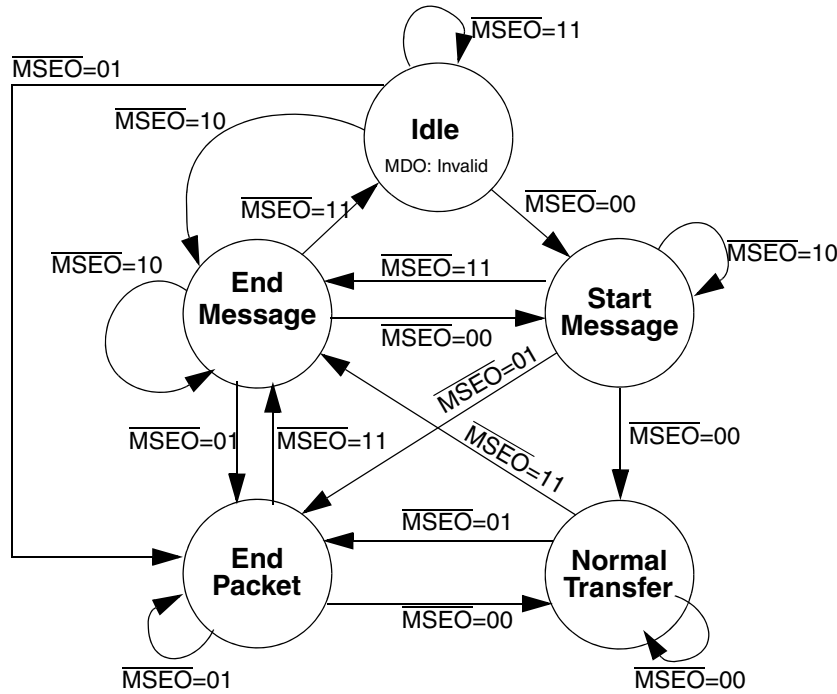 MSEO=11
MSEO=01
MSEO=10
Idle
MDO: Invalid
MSEO=11
MSEO=00
MSEO=10
End
Message
MSEO=11
MSEO=00
Start
Message
MSEO=10
MSEO=01
MSEO=11
MSEO=01
MSEO=11
MSEO=00
MSEO=01
End
Packet
MSEO=00
Normal
Transfer
MSEO=01
MSEO=00